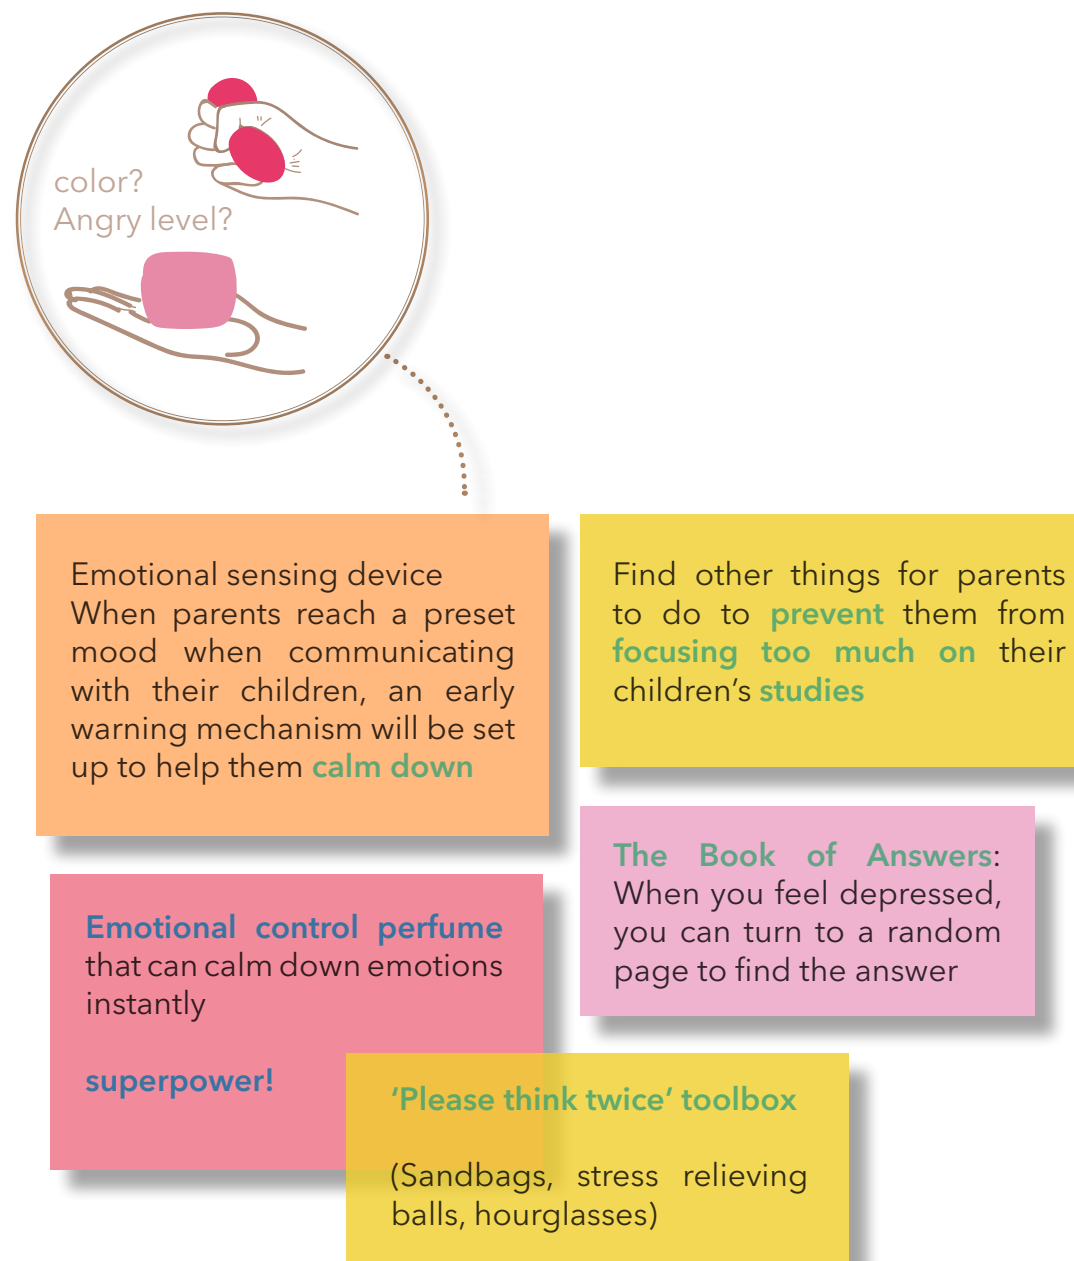 color?
Angry level?
Emotional sensing device
When parents reach a preset
mood when communicating
with their children, an early
warning mechanism will be set
up to help them calm down
Find other things for parents
to do to prevent them from
focusing too much on their
children’s studies
The Book of Answers:
When you feel depressed,
you can turn to a random
page to find the answer
Emotional control perfume
that can calm down emotions
instantly
superpower!
‘Please think twice’ toolbox
(Sandbags, stress relieving
balls, hourglasses)